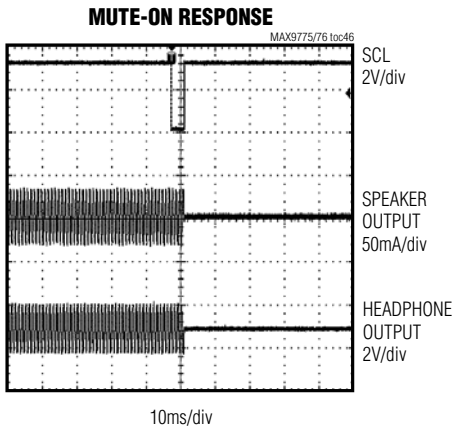 MUTE-ON RESPONSE
MAX9775/76 toc46
SCL
2V/div
SPEAKER
OUTPUT
50mA/div
HEADPHONE
OUTPUT
2V/div
10ms/div